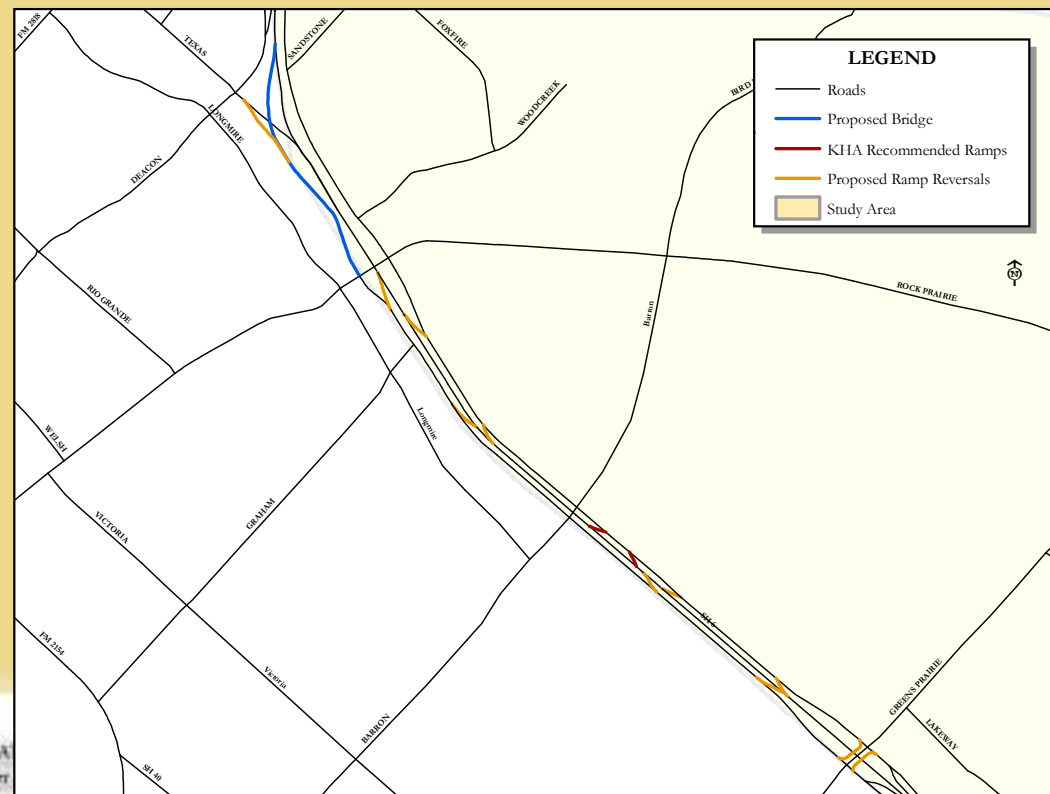 FM 2818
TEXAS
SANDSTONE
FOXFIRE
WOODCREEK
LONGMIRE
DEACON
LEGEND
Roads
Proposed Bridge
KHA Recommended Ramps
Proposed Ramp Reversals
Study Area
BIRD
N
RIO GRANDE
ROCK PRAIRIE
Barron
WELSH
Longmire
VICTORIA
GRAHAM
SH 6
FM 2154
Victoria
GREENS PRAIRIE
LAKEWAY
BARRON
SH 40
A
er